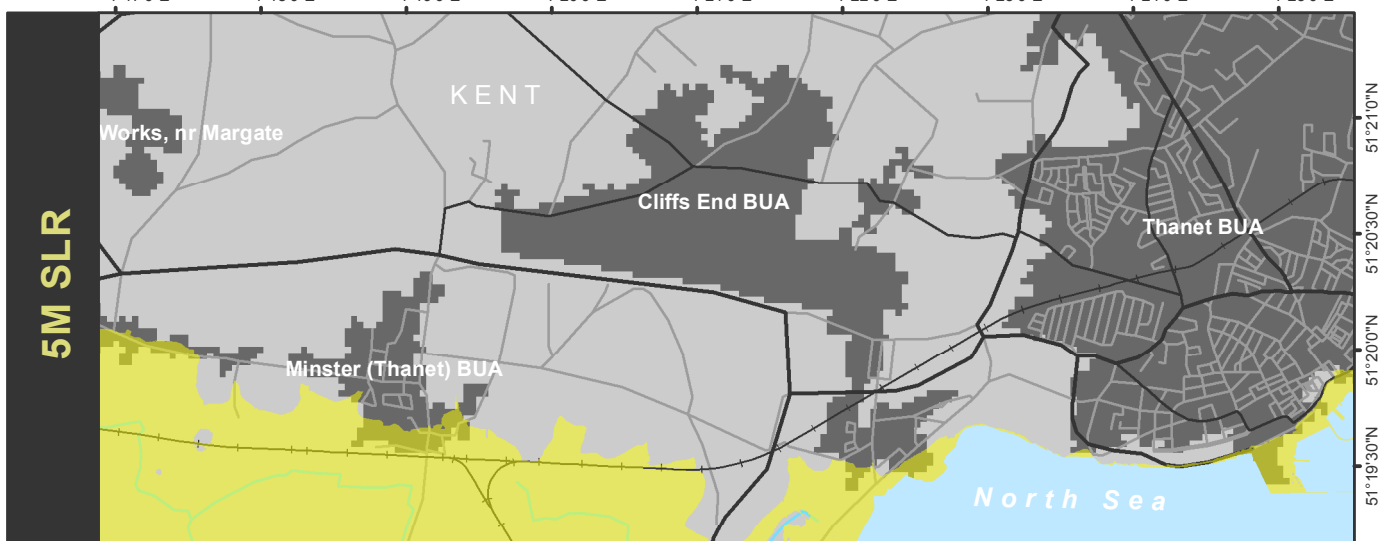 KENT
Works, nr Margate
Cliffs End BUA
Thanet BUA
Minster (Thanet) BUA
North Sea
5M SLR
51°21'0"N
51°20'30"N
51°20'0"N
51°19'30"N